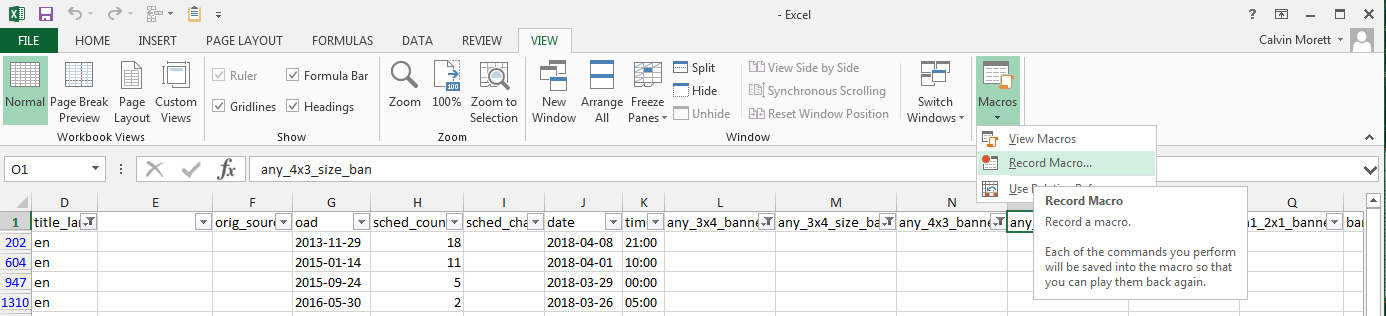 - Excel
?
FILE HOME INSERT PAGE LAYOUT FORMULAS DATA REVIEW VIEW Calvin Morett
Normal Page Break Preview Page Layout Custom Views
Workbook Views
Ruler Formula Bar
Gridlines Headings
Show
Zoom 100% Zoom to Selection
Zoom
New Window Arrange All Freeze Panes
Split
Hide
Unhide
View Side by Side
Synchronous Scrolling
Reset Window Position
Switch Windows
Window
Macros
View Macros
Record Macro...
Record Macro
Record a macro.
Each of the commands you perform
will be saved into the macro so that
you can play them back again.
O1 fx any_4x3_size_ban
D E F G H I J K L M N Q
1 title_la orig_sourc oad sched_coun sched_cha date tim any_3x4_banne any_3x4_size_ba any_4x3_banne any 1_2x1_banne ban
202 en 2013-11-29 18 2018-04-08 21:00
604 en 2015-01-14 11 2018-04-01 10:00
947 en 2015-09-24 5 2018-03-29 00:00
1310 en 2016-05-30 2 2018-03-26 05:00